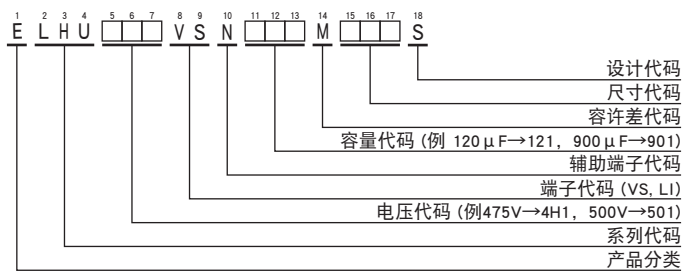 1 2 3 4 5 6 7 8 9 10 11 12 13 14 15 16 17 18
E L H U □□□ V S N □□□ M □□□ S
设计代码
尺寸代码
容许差代码
容量代码 (例 120μF→121, 900μF→901)
辅助端子代码
端子代码 (VS, LI)
电压代码 (例475V→4H1, 500V→501)
系列代码
产品分类